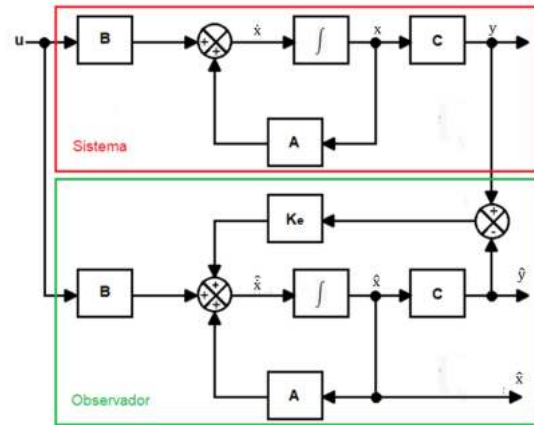 u B ẋ ∫ x C y
A
Sistema
Ke
B x̂̇ ∫ x̂ C ŷ
A x̂
Observador